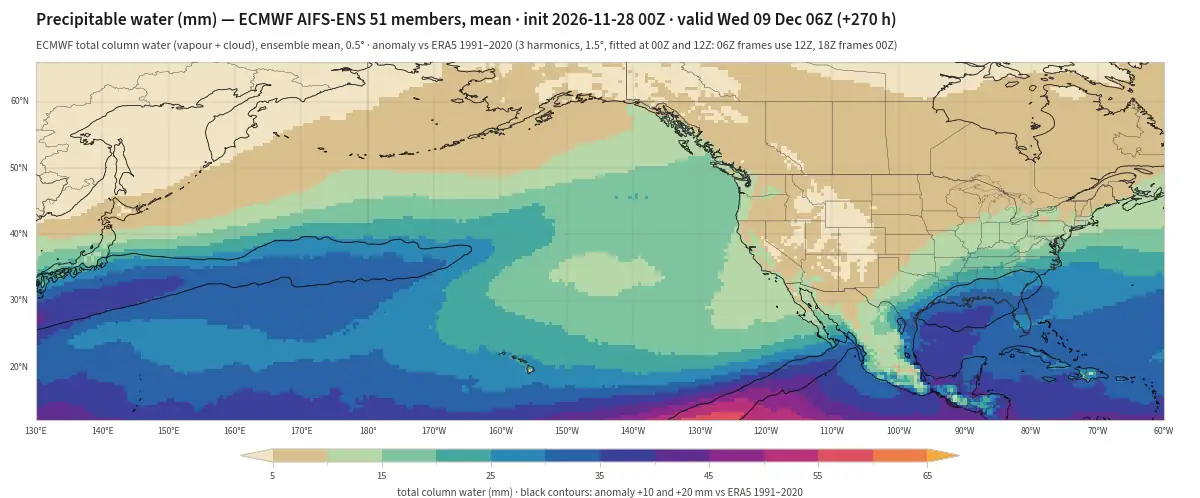 Precipitable water (mm) — ECMWF AIFS-ENS 51 members, mean · init 2026-11-28 00Z · valid Wed 09 Dec 06Z (+270 h)
ECMWF total column water (vapour + cloud), ensemble mean, 0.5° · anomaly vs ERA5 1991–2020 (3 harmonics, 1.5°, fitted at 00Z and 12Z: 06Z frames use 12Z, 18Z frames 00Z)
60°N
50°N
40°N
30°N
20°N
130°E 140°E 150°E 160°E 170°E 180° 170°W 160°W 150°W 140°W 130°W 120°W 110°W 100°W 90°W 80°W 70°W 60°W
5 15 25 35 45 55 65
total column water (mm) · black contours: anomaly +10 and +20 mm vs ERA5 1991–2020